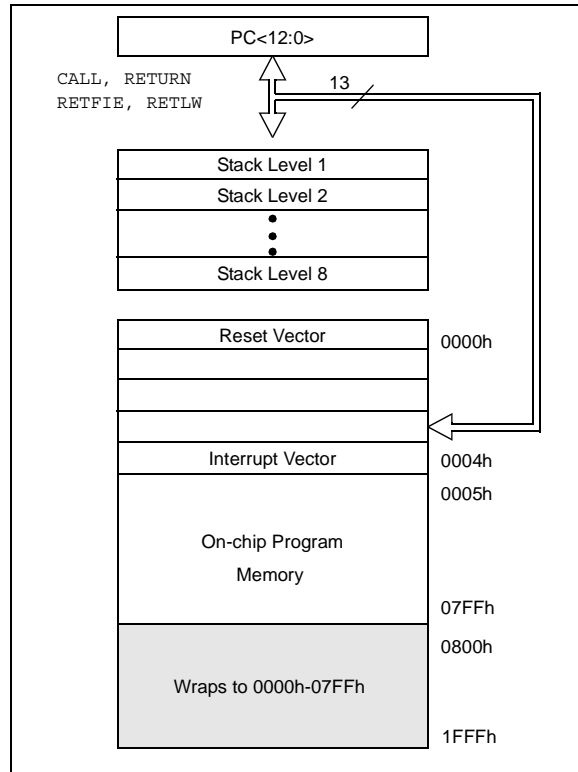 PC<12:0>
CALL, RETURN
RETFIE, RETLW
13
Stack Level 1
Stack Level 2
Stack Level 8
Reset Vector
0000h
Interrupt Vector
0004h
0005h
On-chip Program
Memory
07FFh
0800h
Wraps to 0000h-07FFh
1FFFh